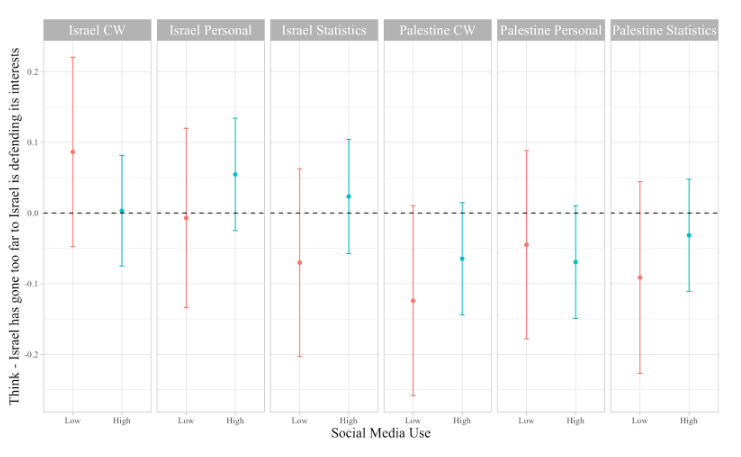 Israel CW
Israel Personal
Israel Statistics
Palestine CW
Palestine Personal
Palestine Statistics
Think - Israel has gone too far to Israel is defending its interests
0.2
0.1
0.0
-0.1
-0.2
Low High Low High Low High Low High Low High Low High
Social Media Use